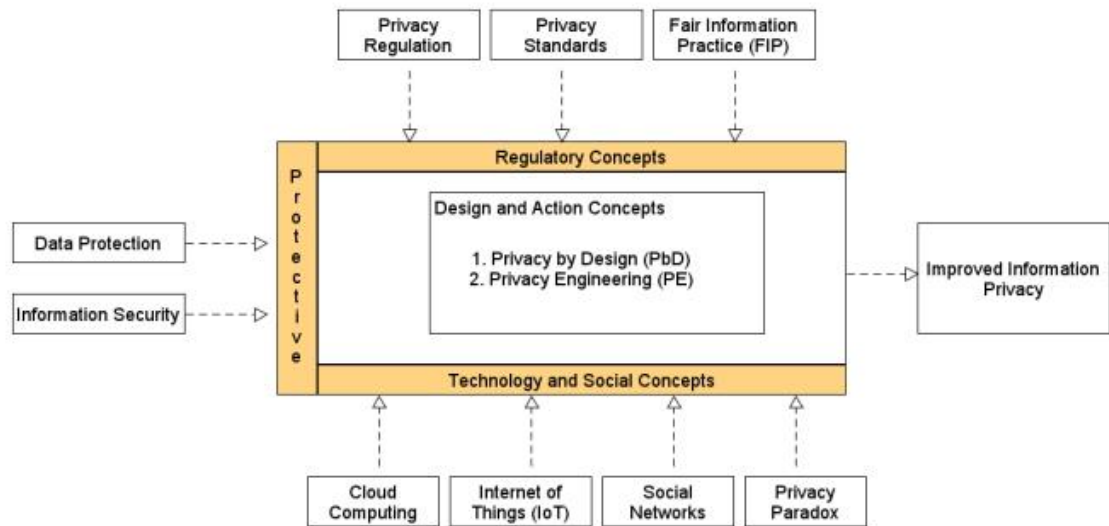 Privacy
Regulation
Privacy
Standards
Fair Information
Practice (FIP)
Regulatory Concepts
Protective
Design and Action Concepts
1. Privacy by Design (PbD)
2. Privacy Engineering (PE)
Data Protection
Information Security
Improved Information
Privacy
Technology and Social Concepts
Cloud
Computing
Internet of
Things (IoT)
Social
Networks
Privacy
Paradox